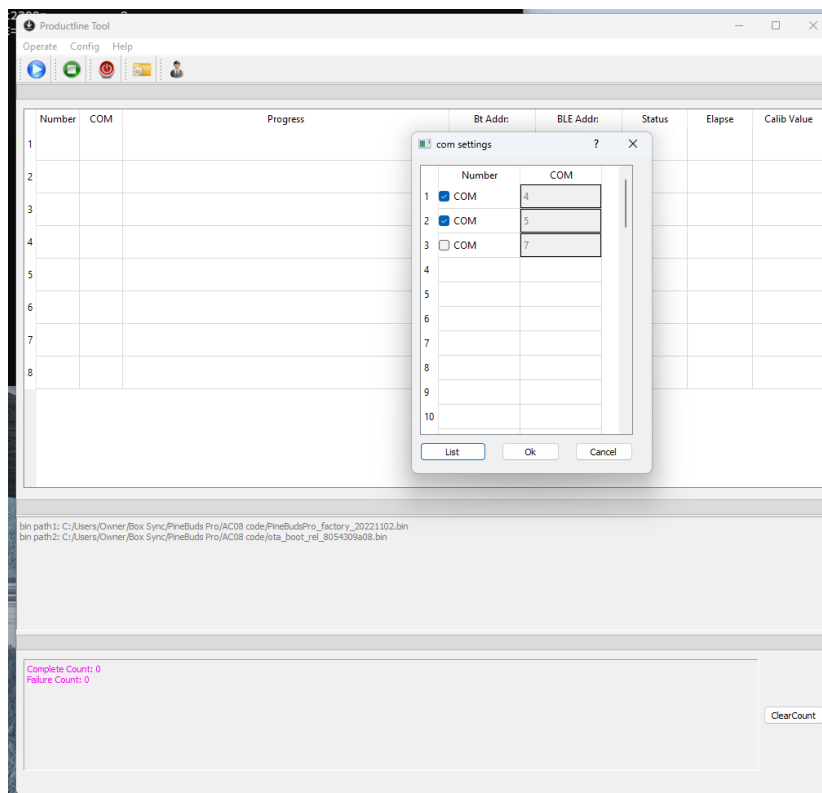 Productline Tool
Operate Config Help
Number COM Progress Bt Addr: BLE Addr: Status Elapse Calib Value
1
2
3
4
5
6
7
8
com settings ?
Number COM
1 COM 4
2 COM 5
3 COM 7
4
5
6
7
8
9
10
List Ok Cancel
bin path1: C:/Users/Owner/Box Sync/PineBuds Pro/AC08 code/PineBudsPro_factory_20221102.bin
bin path2: C:/Users/Owner/Box Sync/PineBuds Pro/AC08 code/ota_boot_rel_8054309a08.bin
Complete Count: 0
Failure Count: 0
ClearCount